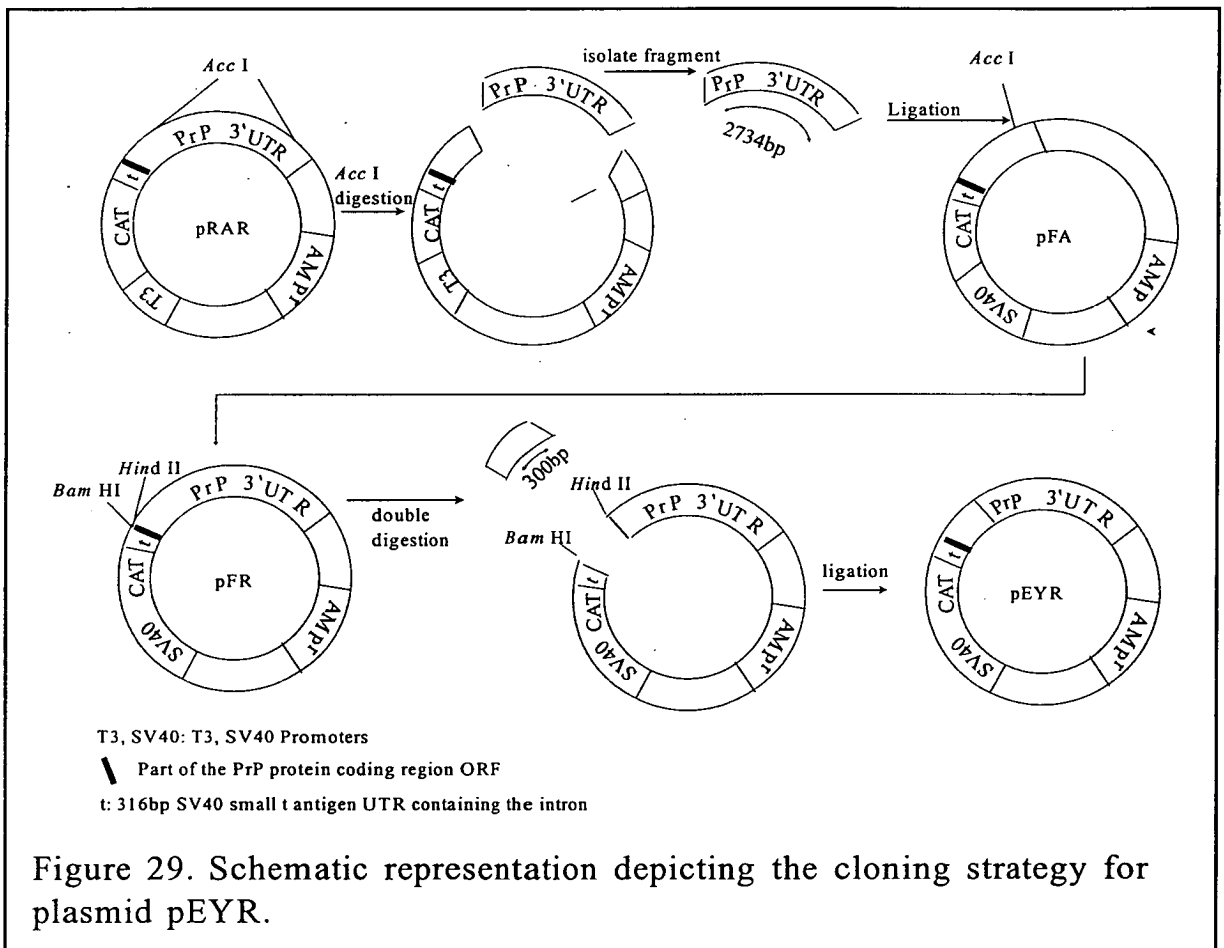 Acc I
PrP 3'UTR
t
CAT
T3
AMPr
pRAR
Acc I
digestion
PrP 3'UTR
t
CAT
T3
AMPr
isolate fragment
PrP 3'UTR
2734bp
Ligation
Acc I
t
CAT
SV40
AMP
pFA
Bam HI
Hind II
PrP 3'UTR
t
CAT
SV40
AMPr
pFR
double
digestion
300bp
Hind II
Bam HI
PrP 3'UTR
t
CAT
SV40
AMPr
ligation
PrP 3'UTR
t
CAT
SV40
AMPr
pEYR
T3, SV40: T3, SV40 Promoters
Part of the PrP protein coding region ORF
t: 316bp SV40 small t antigen UTR containing the intron
Figure 29. Schematic representation depicting the cloning strategy for
plasmid pEYR.